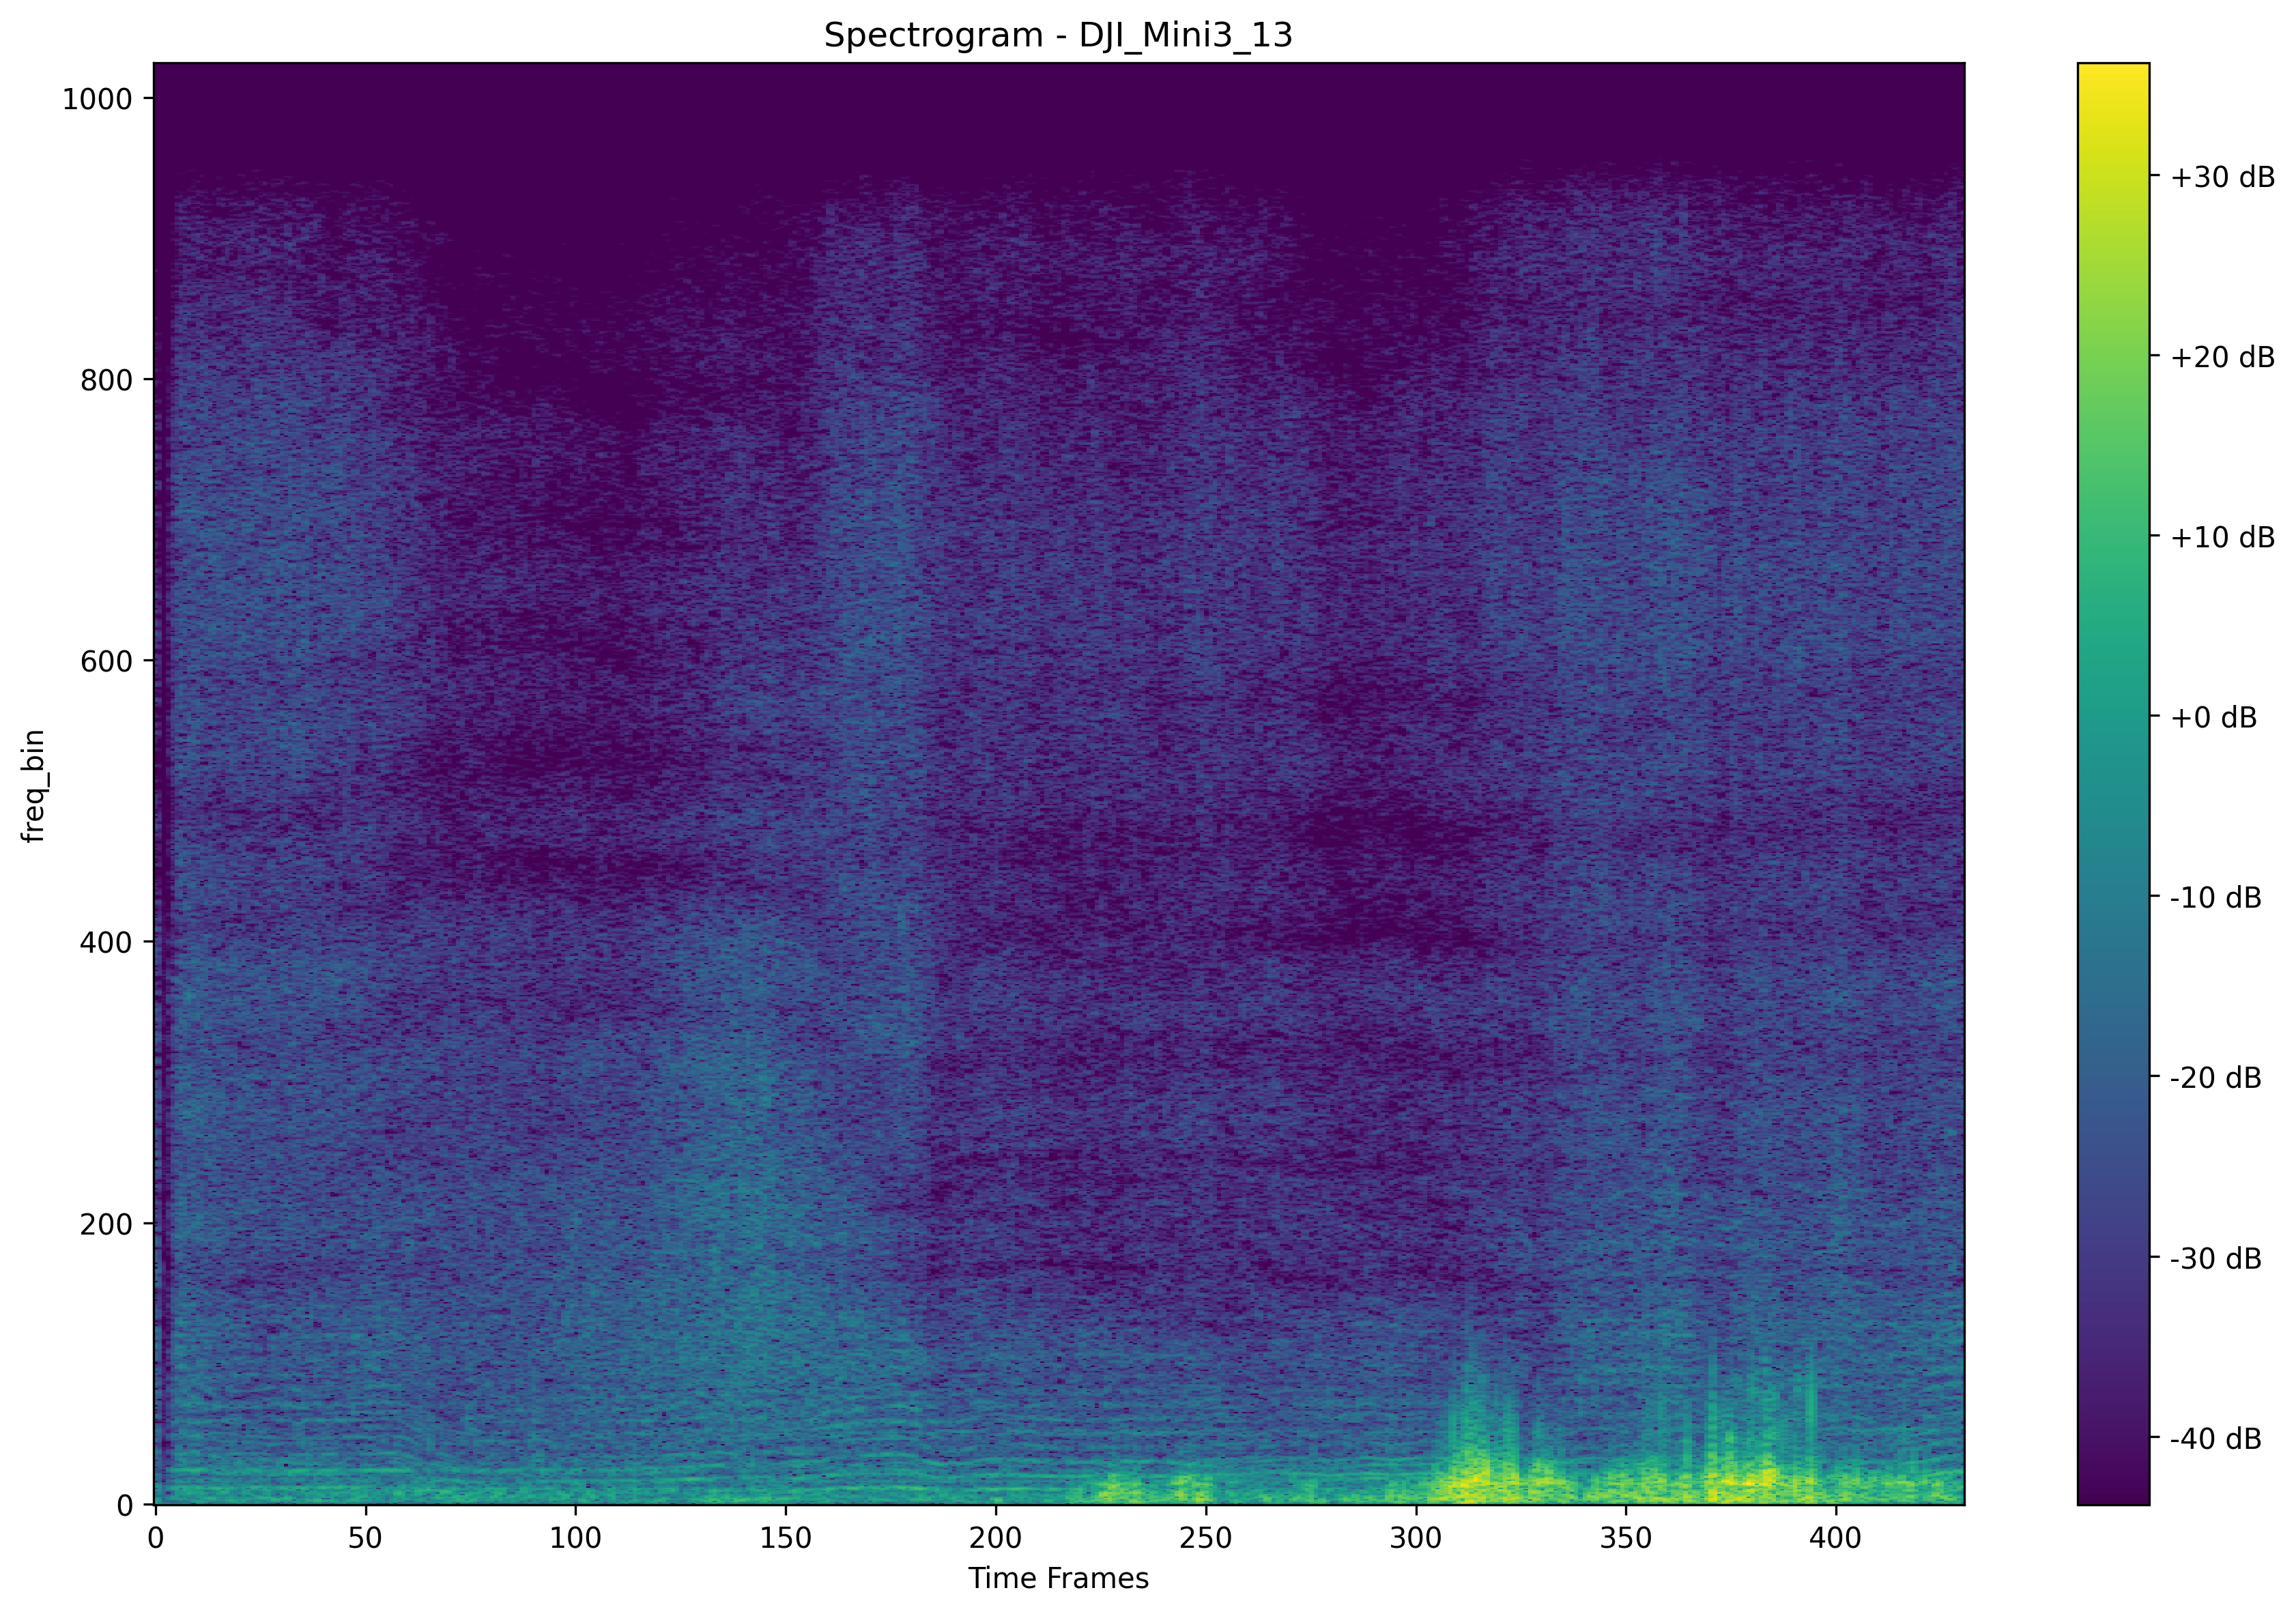 Spectrogram - DJI_Mini3_13
1000
800
600
400
200
0
freq_bin
0 50 100 150 200 250 300 350 400
Time Frames
+30 dB
+20 dB
+10 dB
+0 dB
-10 dB
-20 dB
-30 dB
-40 dB